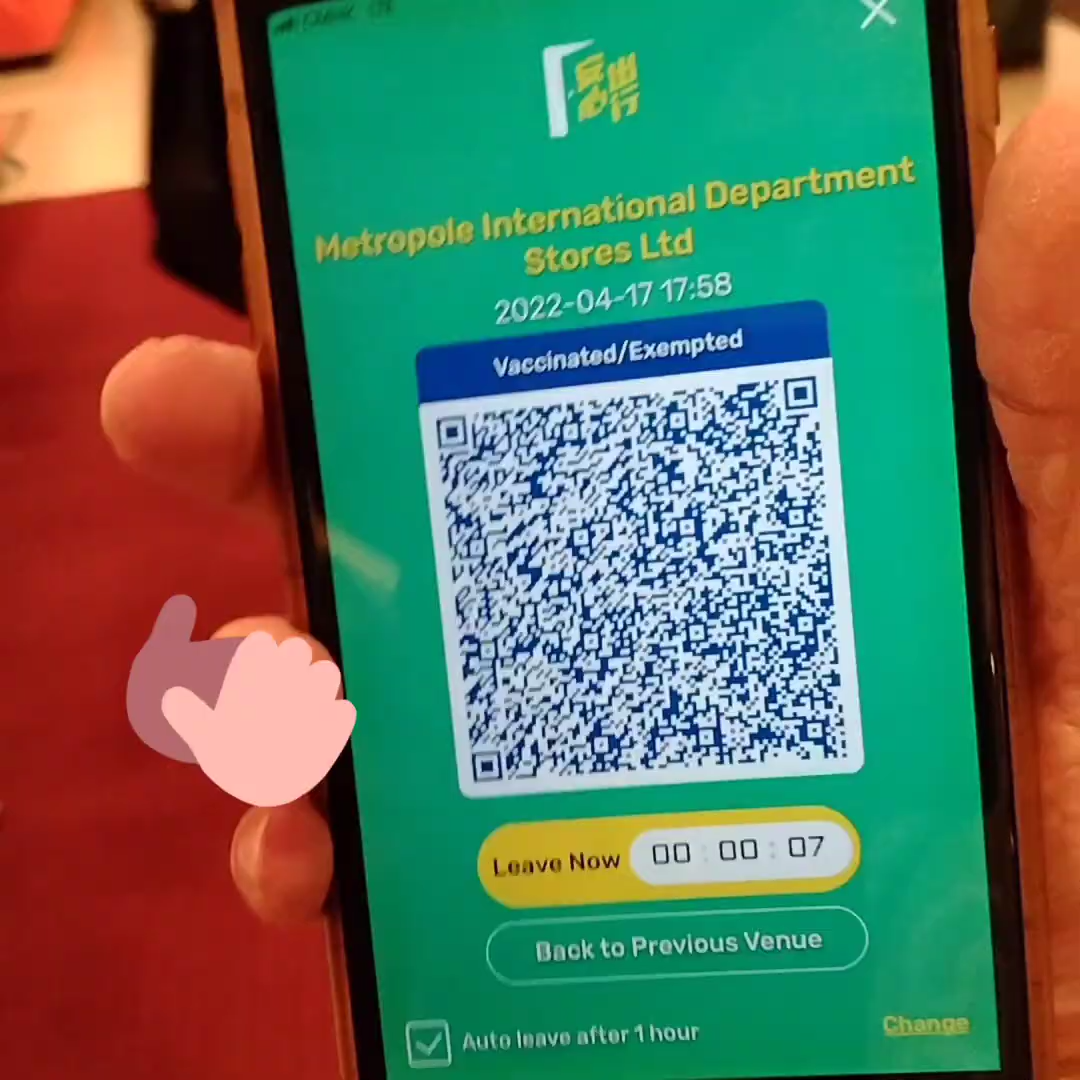 安出
心行
Metropole International Department
Stores Ltd
2022-04-17 17:58
Vaccinated/Exempted
Leave Now 00 : 00 : 07
Back to Previous Venue
Auto leave after 1 hour
Change